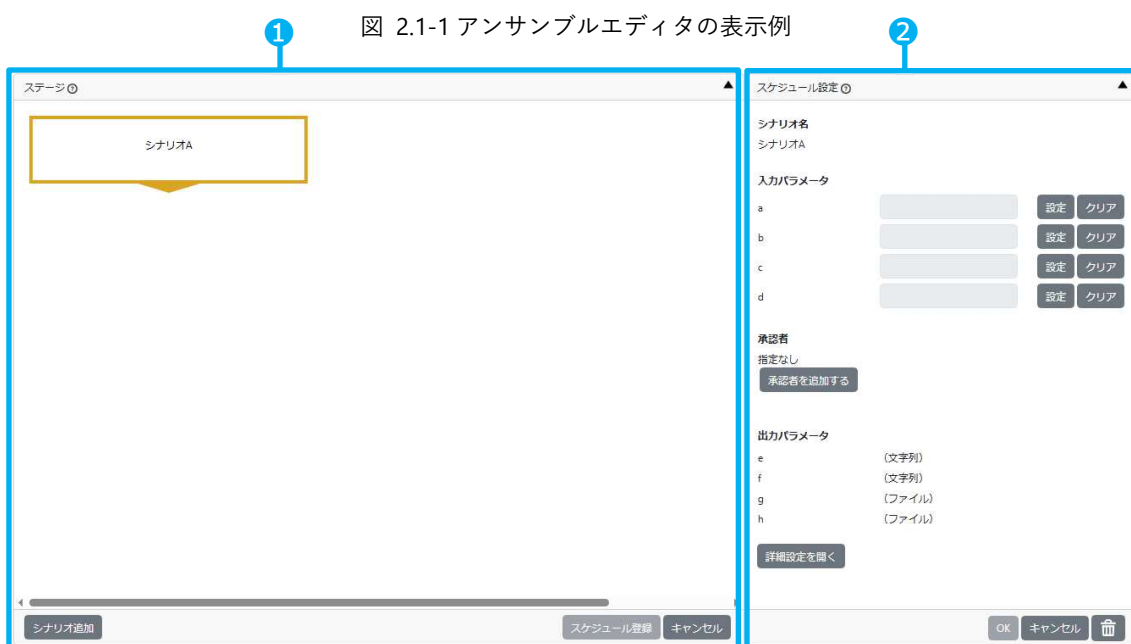 図 2.1-1 アンサンブルエディタの表示例
1
2
ステージ
シナリオA
シナリオ追加
スケジュール登録 キャンセル
スケジュール設定
シナリオ名
シナリオA
入力パラメータ
a 設定 クリア
b 設定 クリア
c 設定 クリア
d 設定 クリア
承認者
指定なし
承認者を追加する
出力パラメータ
e (文字列)
f (文字列)
g (ファイル)
h (ファイル)
詳細設定を開く
OK キャンセル